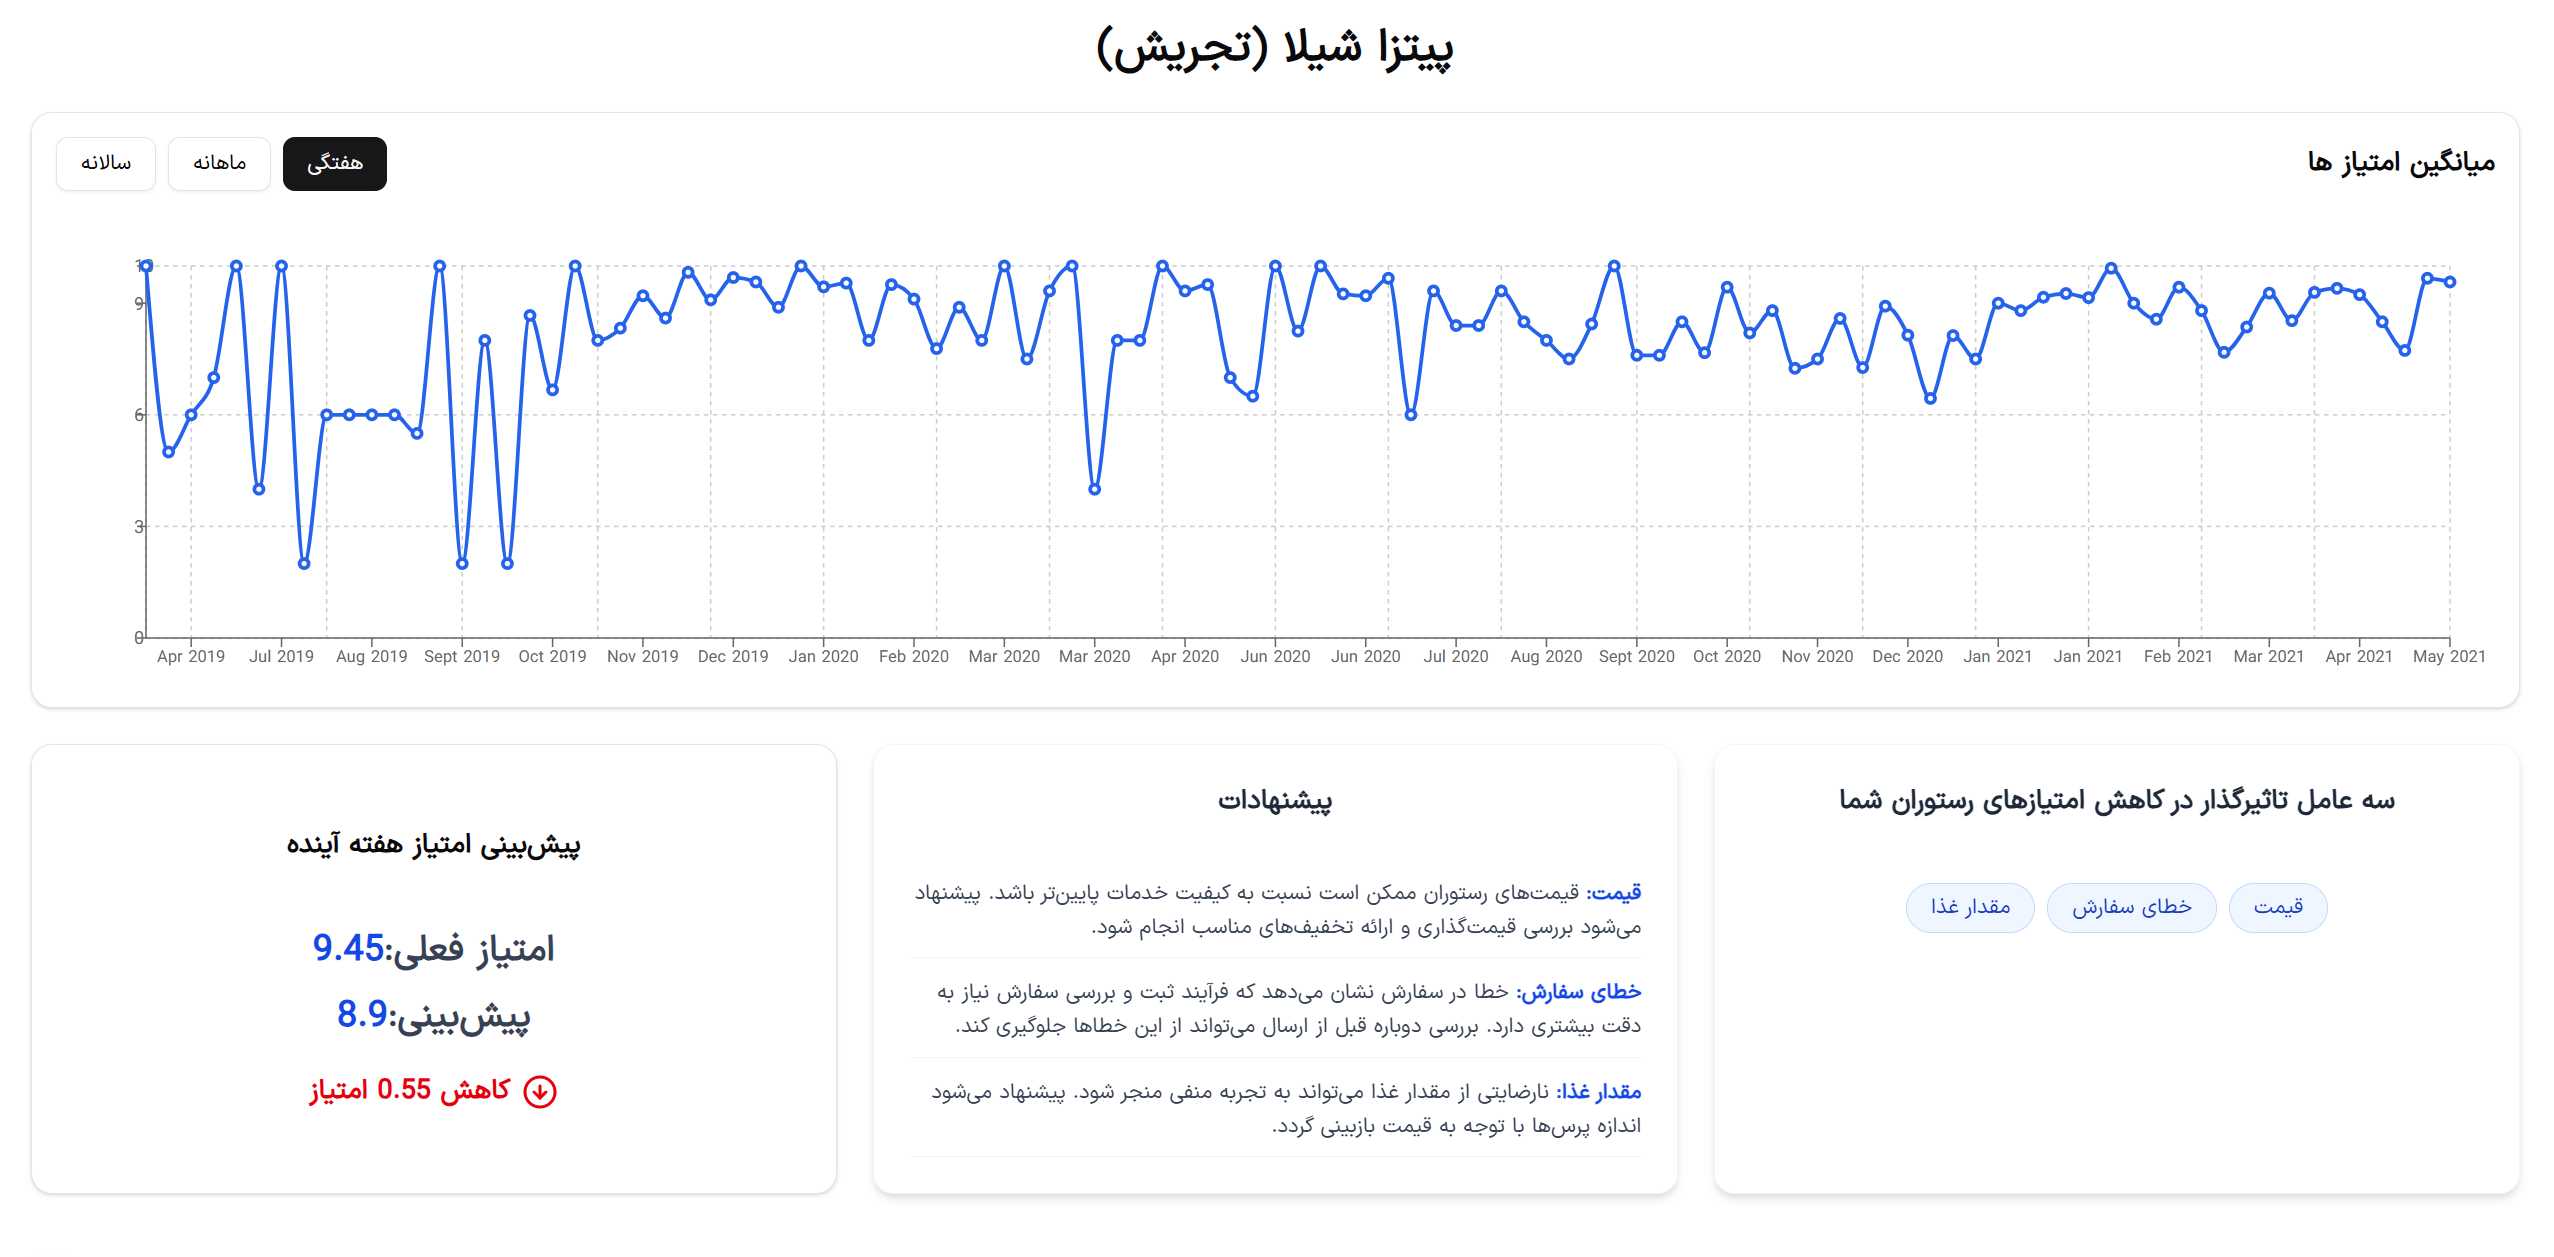 پیتزا شیلا (تجریش)
میانگین امتیاز ها
هفتگی
ماهانه
سالانه
10
9
6
3
0
Apr 2019 Jul 2019 Aug 2019 Sept 2019 Oct 2019 Nov 2019 Dec 2019 Jan 2020 Feb 2020 Mar 2020 Mar 2020 Apr 2020 Jun 2020 Jun 2020 Jul 2020 Aug 2020 Sept 2020 Oct 2020 Nov 2020 Dec 2020 Jan 2021 Jan 2021 Feb 2021 Mar 2021 Apr 2021 May 2021
سه عامل تاثیرگذار در کاهش امتیازهای رستوران شما
قیمت
خطای سفارش
مقدار غذا
پیشنهادات
قیمت: قیمت‌های رستوران ممکن است نسبت به کیفیت خدمات پایین‌تر باشد. پیشنهاد
می‌شود بررسی قیمت‌گذاری و ارائه تخفیف‌های مناسب انجام شود.
خطای سفارش: خطا در سفارش نشان می‌دهد که فرآیند ثبت و بررسی سفارش نیاز به
دقت بیشتری دارد. بررسی دوباره قبل از ارسال می‌تواند از این خطاها جلوگیری کند.
مقدار غذا: نارضایتی از مقدار غذا می‌تواند به تجربه منفی منجر شود. پیشنهاد می‌شود
اندازه پرس‌ها با توجه به قیمت بازبینی گردد.
پیش‌بینی امتیاز هفته آینده
امتیاز فعلی:9.45
پیش‌بینی:8.9
کاهش 0.55 امتیاز